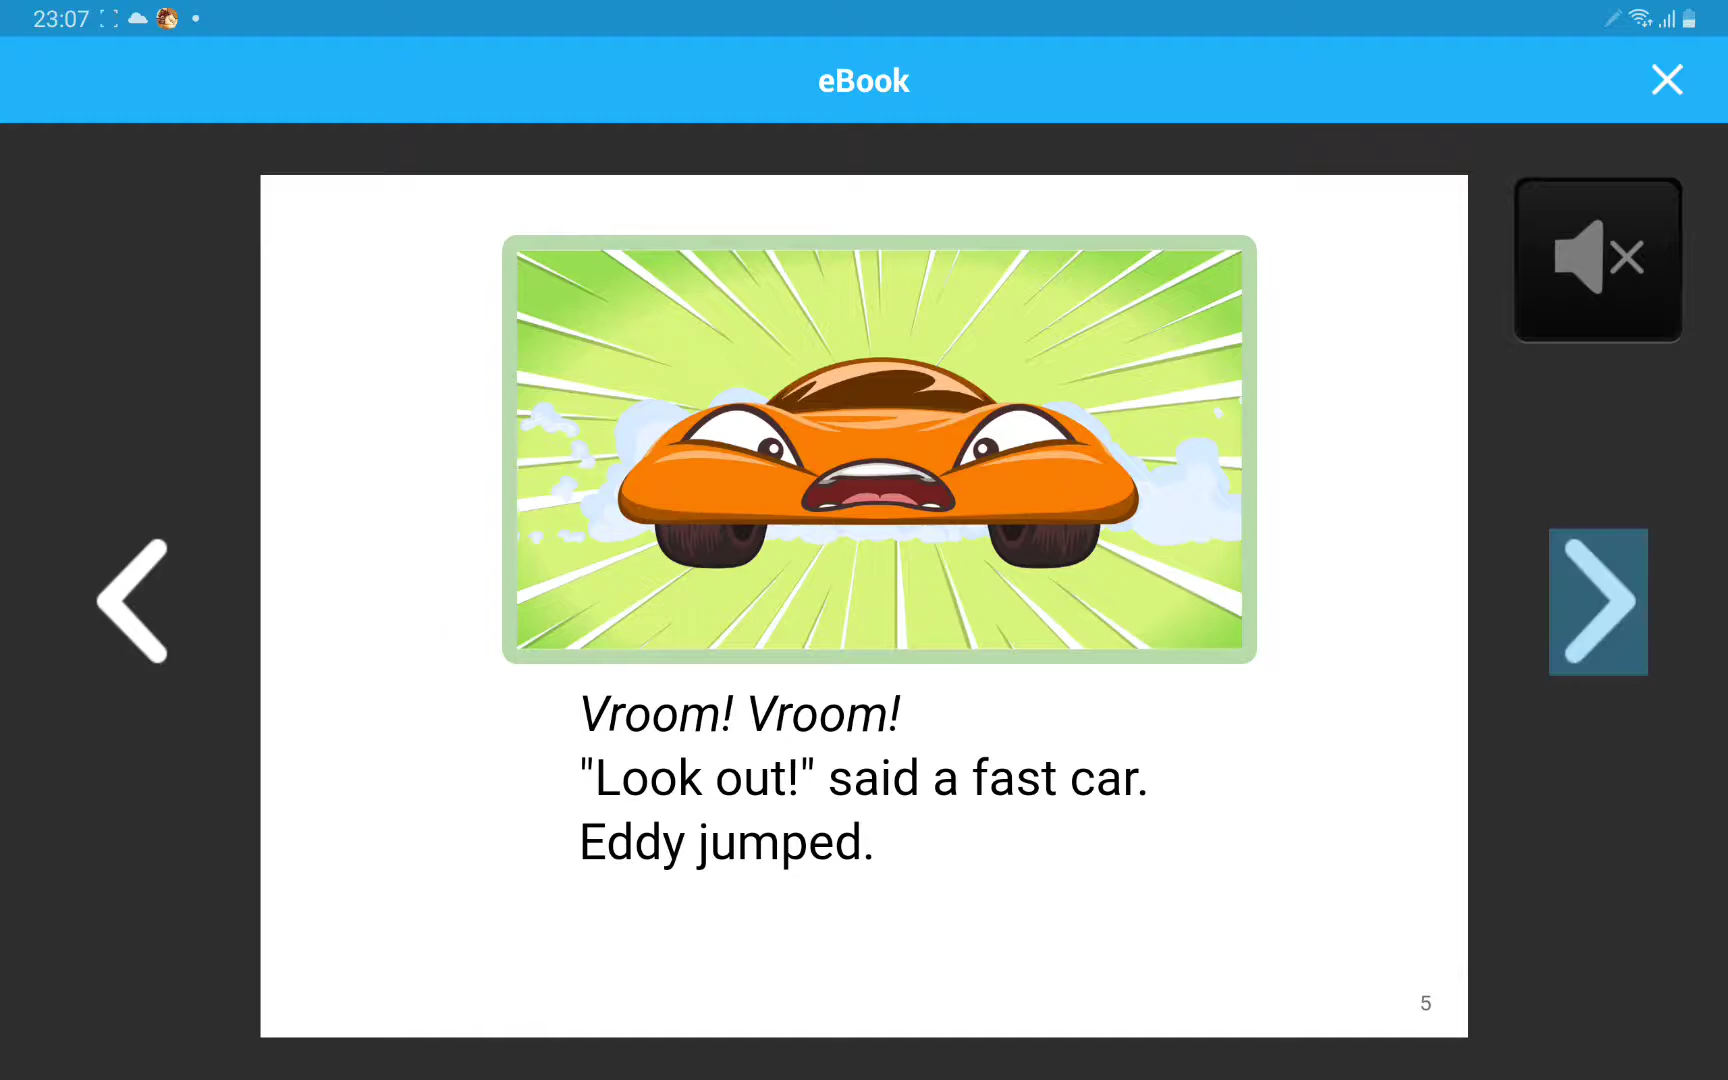 23:07
eBook
Vroom! Vroom!
"Look out!" said a fast car.
Eddy jumped.
5